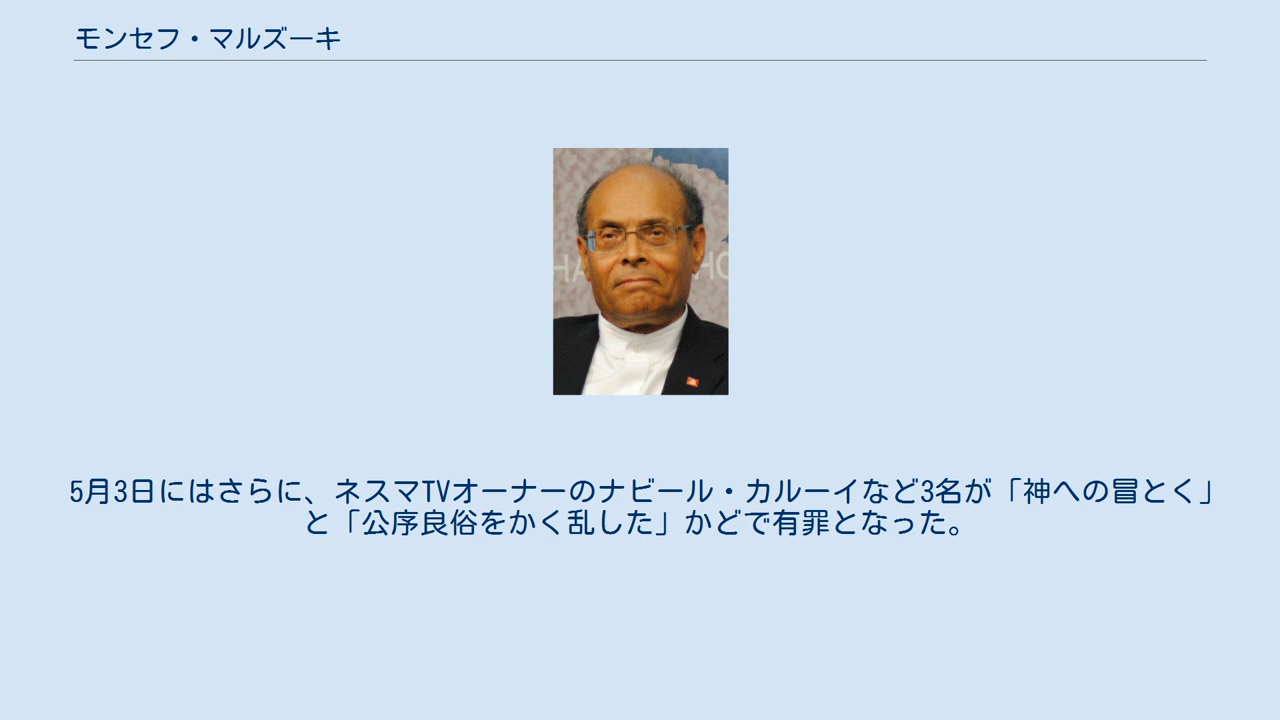 モンセフ・マルズーキ
HA HO
5月3日にはさらに、ネスマTVオーナーのナビール・カルーイなど3名が「神への冒とく」
と「公序良俗をかく乱した」かどで有罪となった。